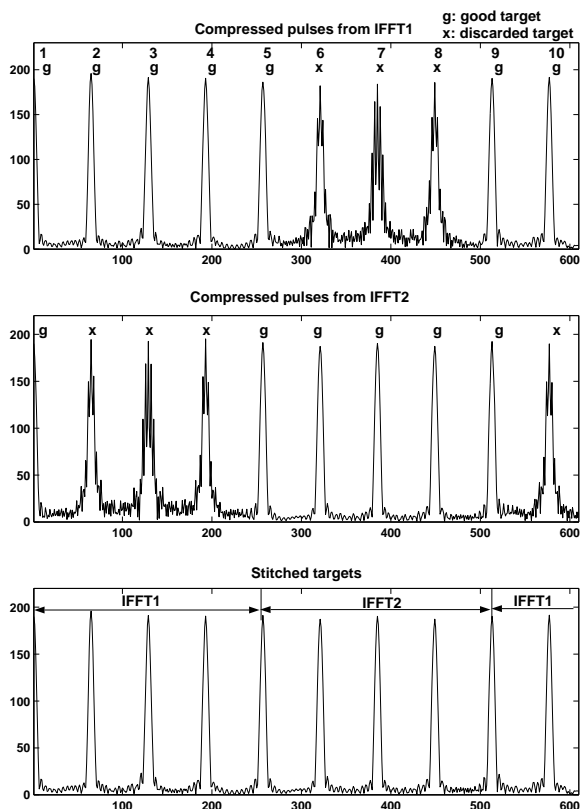 Compressed pulses from IFFT1
g: good target
x: discarded target
1 2 3 4 5 6 7 8 9 10
g g g g g x x x g g
200
150
100
50
0
100 200 300 400 500 600
Compressed pulses from IFFT2
g x x x g g g g g x
200
150
100
50
0
100 200 300 400 500 600
Stitched targets
IFFT1 IFFT2 IFFT1
200
150
100
50
0
100 200 300 400 500 600